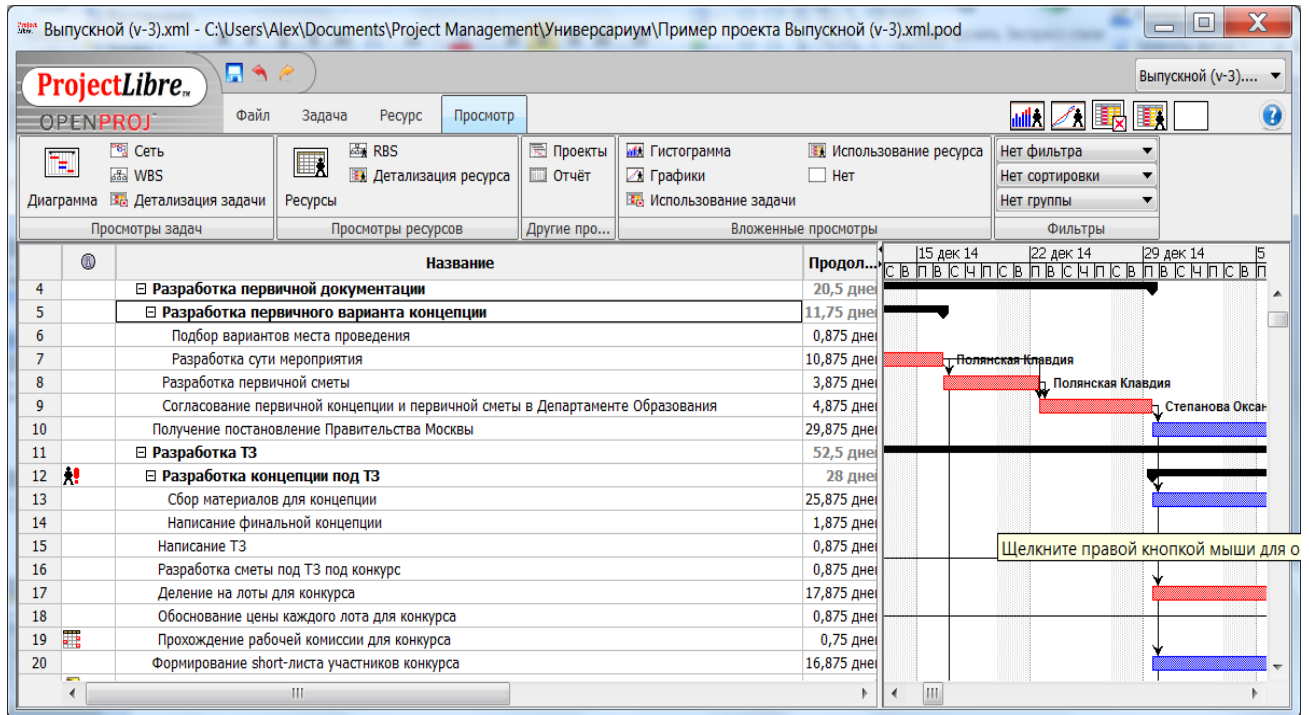 Выпускной (v-3).xml - C:\Users\Alex\Documents\Project Management\Универсариум\Пример проекта Выпускной (v-3).xml.pod
ProjectLibre™
Выпускной (v-3)....
OPENPROJ
Файл Задача Ресурс Просмотр
Сеть RBS Проекты Гистограмма Использование ресурса Нет фильтра
WBS Детализация ресурса Отчёт Графики Нет Нет сортировки
Диаграмма Детализация задачи Ресурсы Использование задачи Нет группы
Просмотры задач Просмотры ресурсов Другие про... Вложенные просмотры Фильтры
Название Продол...
15 дек 14 22 дек 14 29 дек 14 5
С В П В С Ч П С В П В С Ч П С В П В С Ч П С В П
4 Разработка первичной документации 20,5 дней
5 Разработка первичного варианта концепции 11,75 дней
6 Подбор вариантов места проведения 0,875 дней
7 Разработка сути мероприятия 10,875 дней Полянская Клавдия
8 Разработка первичной сметы 3,875 дней Полянская Клавдия
9 Согласование первичной концепции и первичной сметы в Департаменте Образования 4,875 дней Степанова Оксан
10 Получение постановление Правительства Москвы 29,875 дней
11 Разработка ТЗ 52,5 дней
12 Разработка концепции под ТЗ 28 дней
13 Сбор материалов для концепции 25,875 дней
14 Написание финальной концепции 1,875 дней
15 Написание ТЗ 0,875 дней
Щелкните правой кнопкой мыши для о
16 Разработка сметы под ТЗ под конкурс 0,875 дней
17 Деление на лоты для конкурса 17,875 дней
18 Обоснование цены каждого лота для конкурса 0,875 дней
19 Прохождение рабочей комиссии для конкурса 0,75 дней
20 Формирование short-листа участников конкурса 16,875 дней